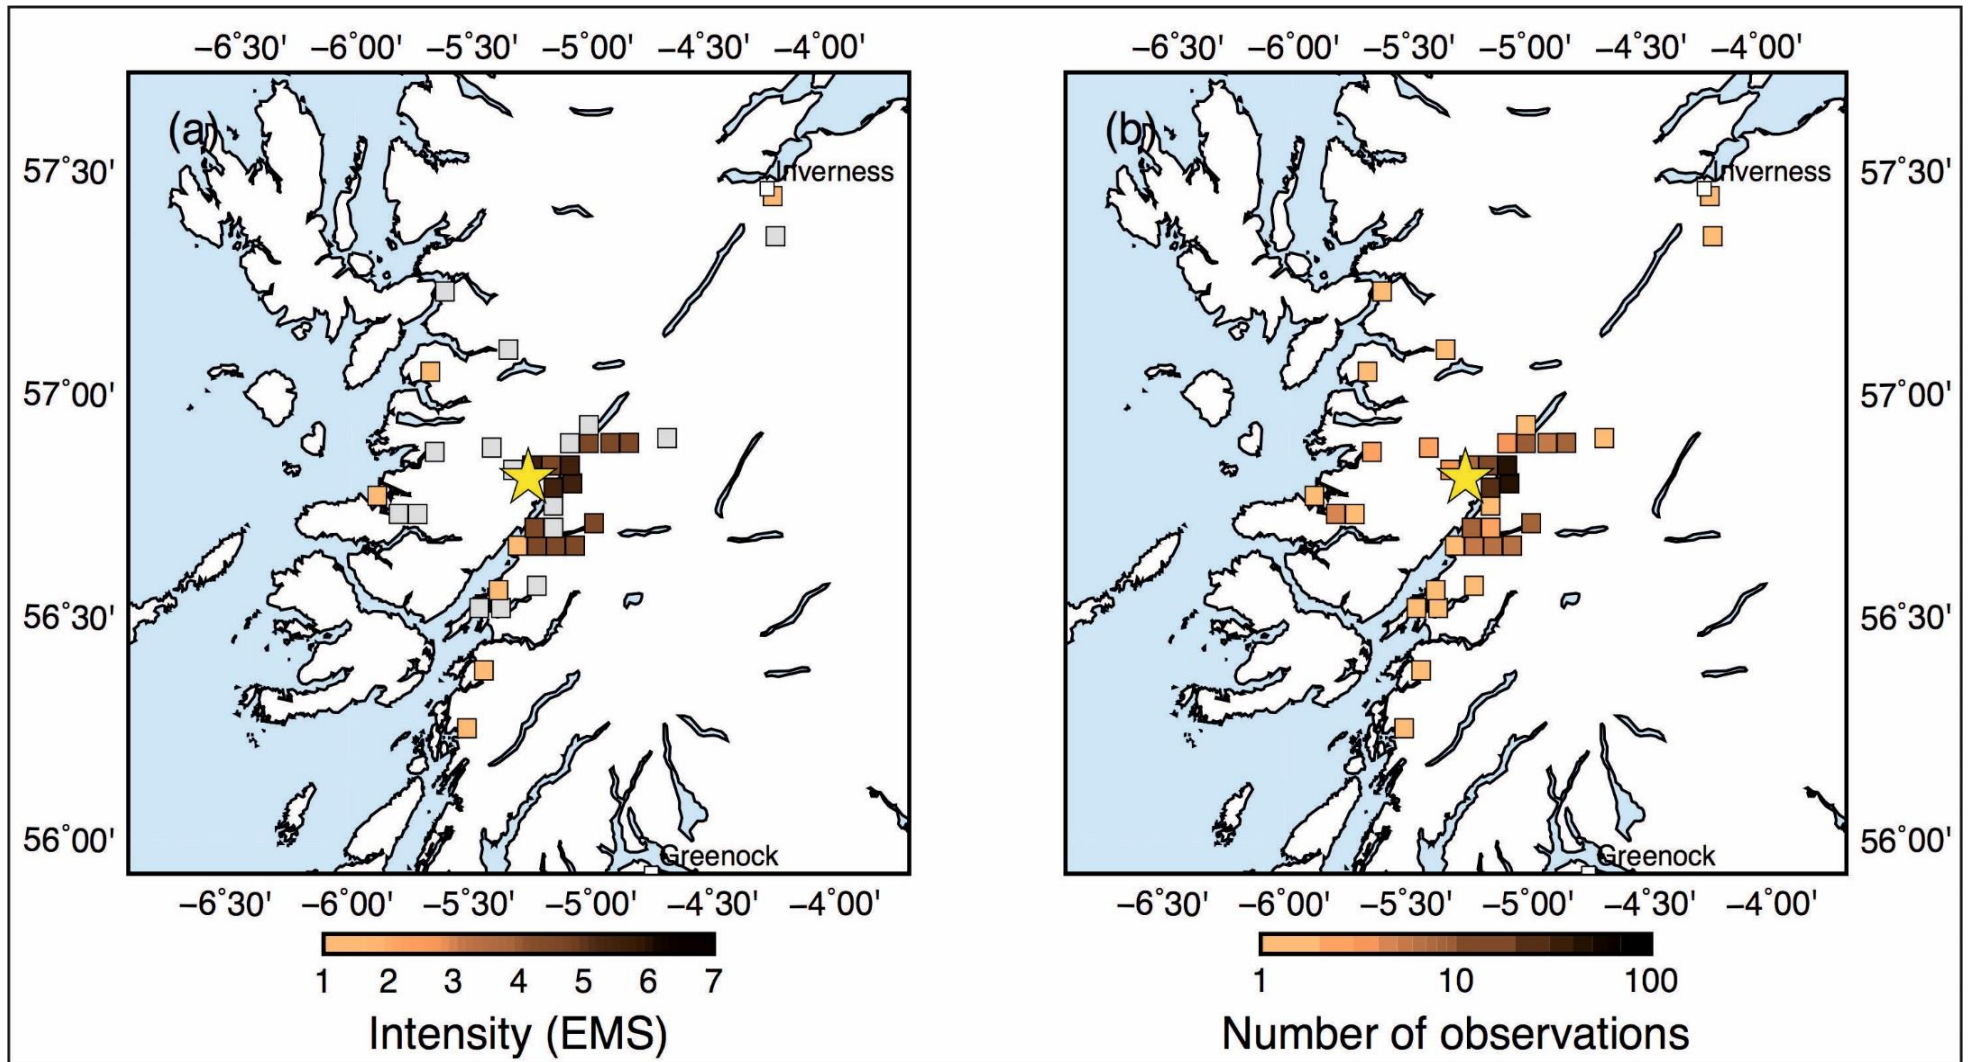 −6˚30' −6˚00' −5˚30' −5˚00' −4˚30' −4˚00'
(a)
57˚30'
57˚00'
56˚30'
56˚00'
Inverness
Greenock
−6˚30' −6˚00' −5˚30' −5˚00' −4˚30' −4˚00'
1 2 3 4 5 6 7
Intensity (EMS)
−6˚30' −6˚00' −5˚30' −5˚00' −4˚30' −4˚00'
(b)
Inverness
57˚30'
57˚00'
56˚30'
56˚00'
Greenock
−6˚30' −6˚00' −5˚30' −5˚00' −4˚30' −4˚00'
1 10 100
Number of observations